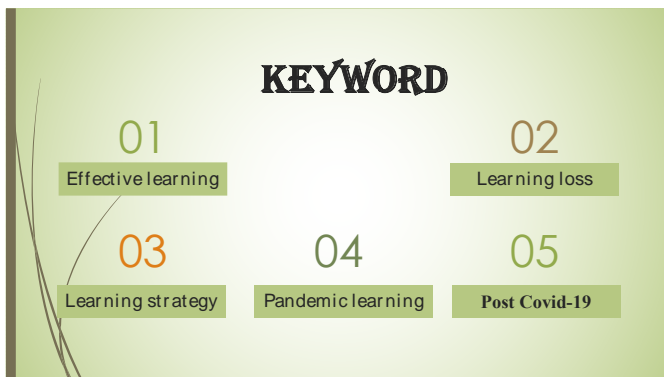 KEYWORD
01
Effective learning
02
Learning loss
03
Learning strategy
04
Pandemic learning
05
Post Covid-19